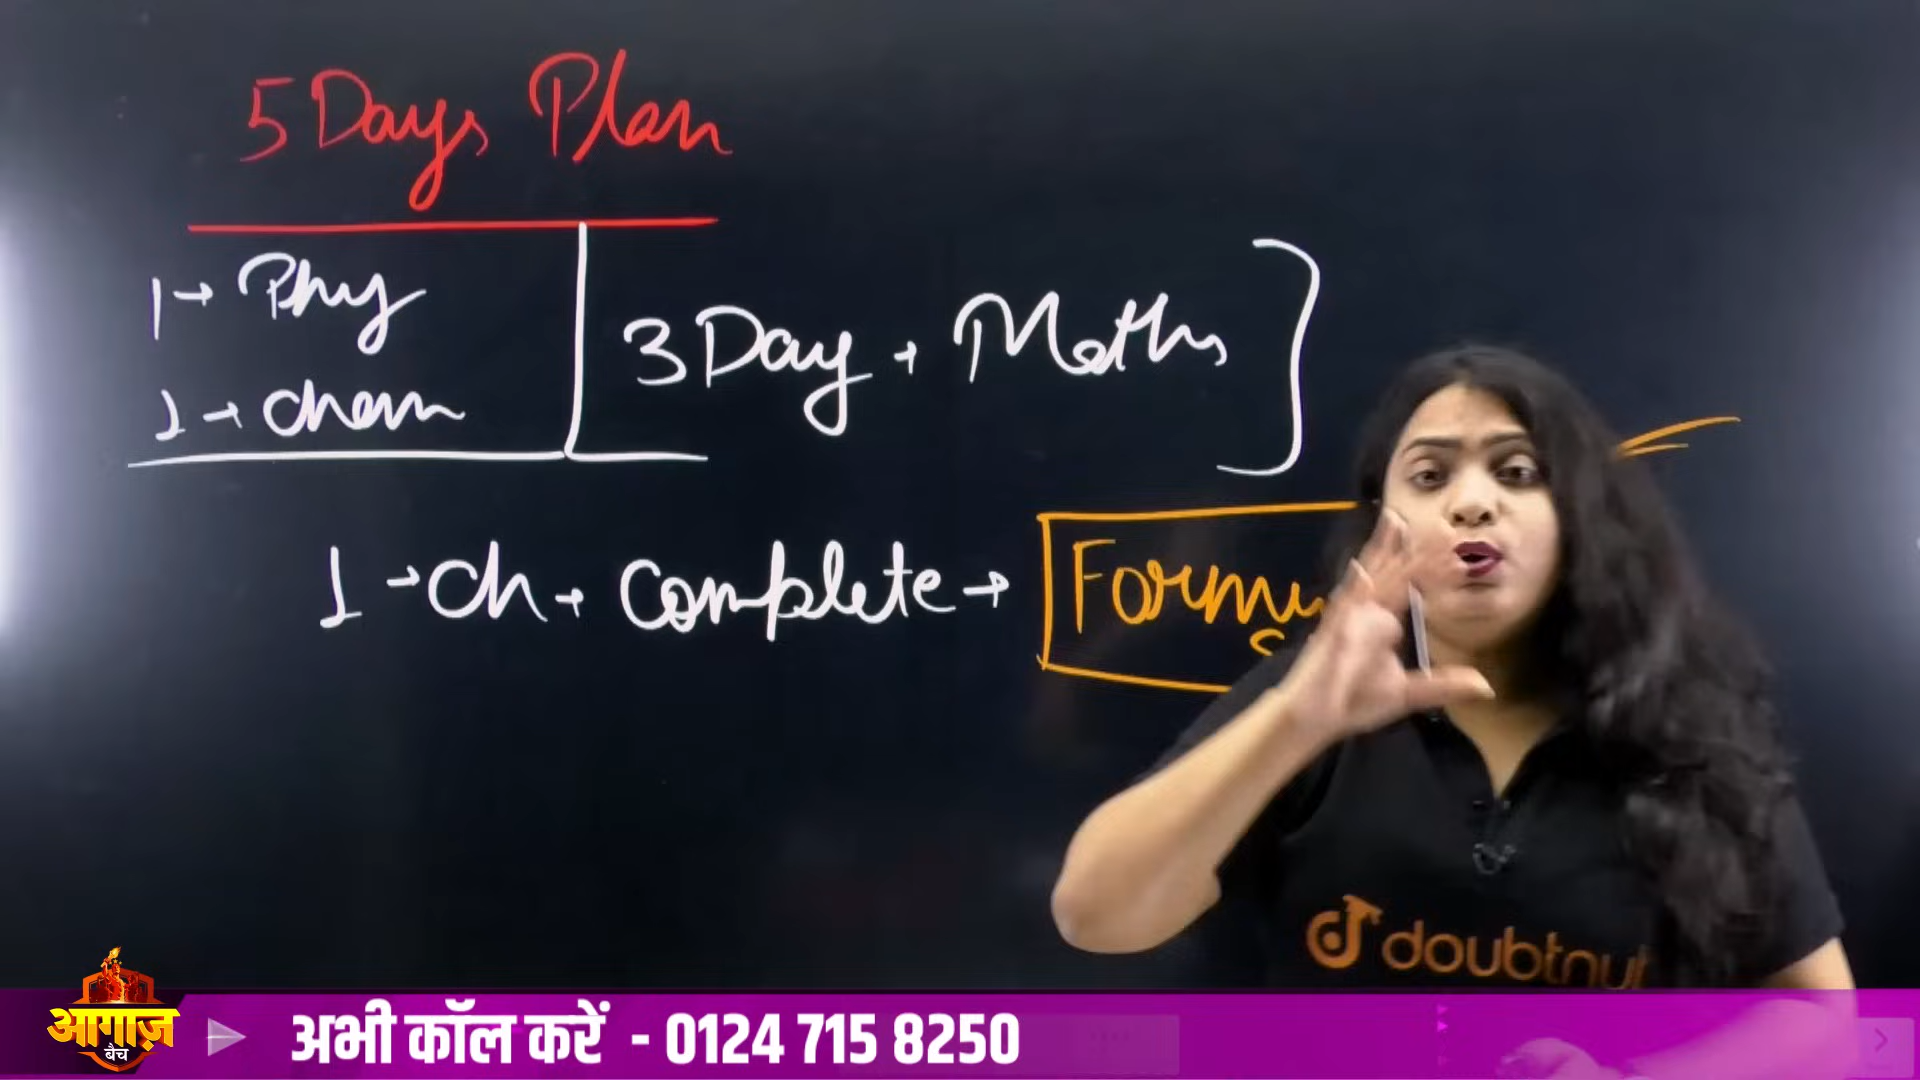 5 Days Plan
1 → Phy
1 → Chem
3 Day → Maths
1 → Ch → Complete →
doubtnut
आगाज़
बैच
अभी कॉल करें - 0124 715 8250